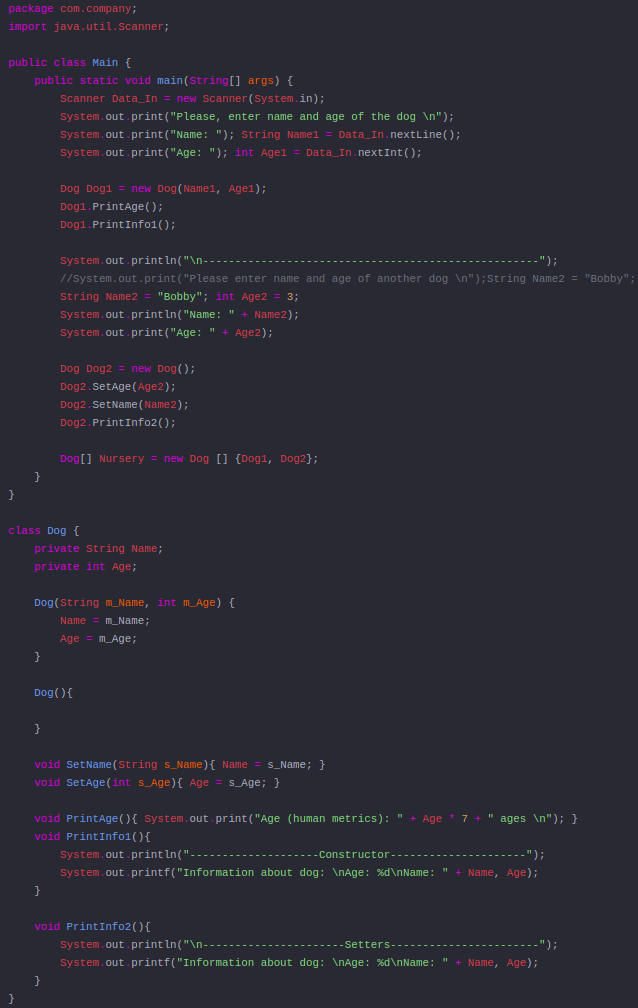 package com.company;
import java.util.Scanner;

public class Main {
    public static void main(String[] args) {
        Scanner Data_In = new Scanner(System.in);
        System.out.print("Please, enter name and age of the dog \n");
        System.out.print("Name: "); String Name1 = Data_In.nextLine();
        System.out.print("Age: "); int Age1 = Data_In.nextInt();

        Dog Dog1 = new Dog(Name1, Age1);
        Dog1.PrintAge();
        Dog1.PrintInfo1();

        System.out.println("\n----------------------------------------------------");
        //System.out.print("Please enter name and age of another dog \n");String Name2 = "Bobby";
        String Name2 = "Bobby"; int Age2 = 3;
        System.out.println("Name: " + Name2);
        System.out.print("Age: " + Age2);

        Dog Dog2 = new Dog();
        Dog2.SetAge(Age2);
        Dog2.SetName(Name2);
        Dog2.PrintInfo2();

        Dog[] Nursery = new Dog [] {Dog1, Dog2};
    }
}

class Dog {
    private String Name;
    private int Age;

    Dog(String m_Name, int m_Age) {
        Name = m_Name;
        Age = m_Age;
    }

    Dog(){

    }

    void SetName(String s_Name){ Name = s_Name; }
    void SetAge(int s_Age){ Age = s_Age; }

    void PrintAge(){ System.out.print("Age (human metrics): " + Age * 7 + " ages \n"); }
    void PrintInfo1(){
        System.out.println("--------------------Constructor---------------------");
        System.out.printf("Information about dog: \nAge: %d\nName: " + Name, Age);
    }

    void PrintInfo2(){
        System.out.println("\n----------------------Setters-----------------------");
        System.out.printf("Information about dog: \nAge: %d\nName: " + Name, Age);
    }
}